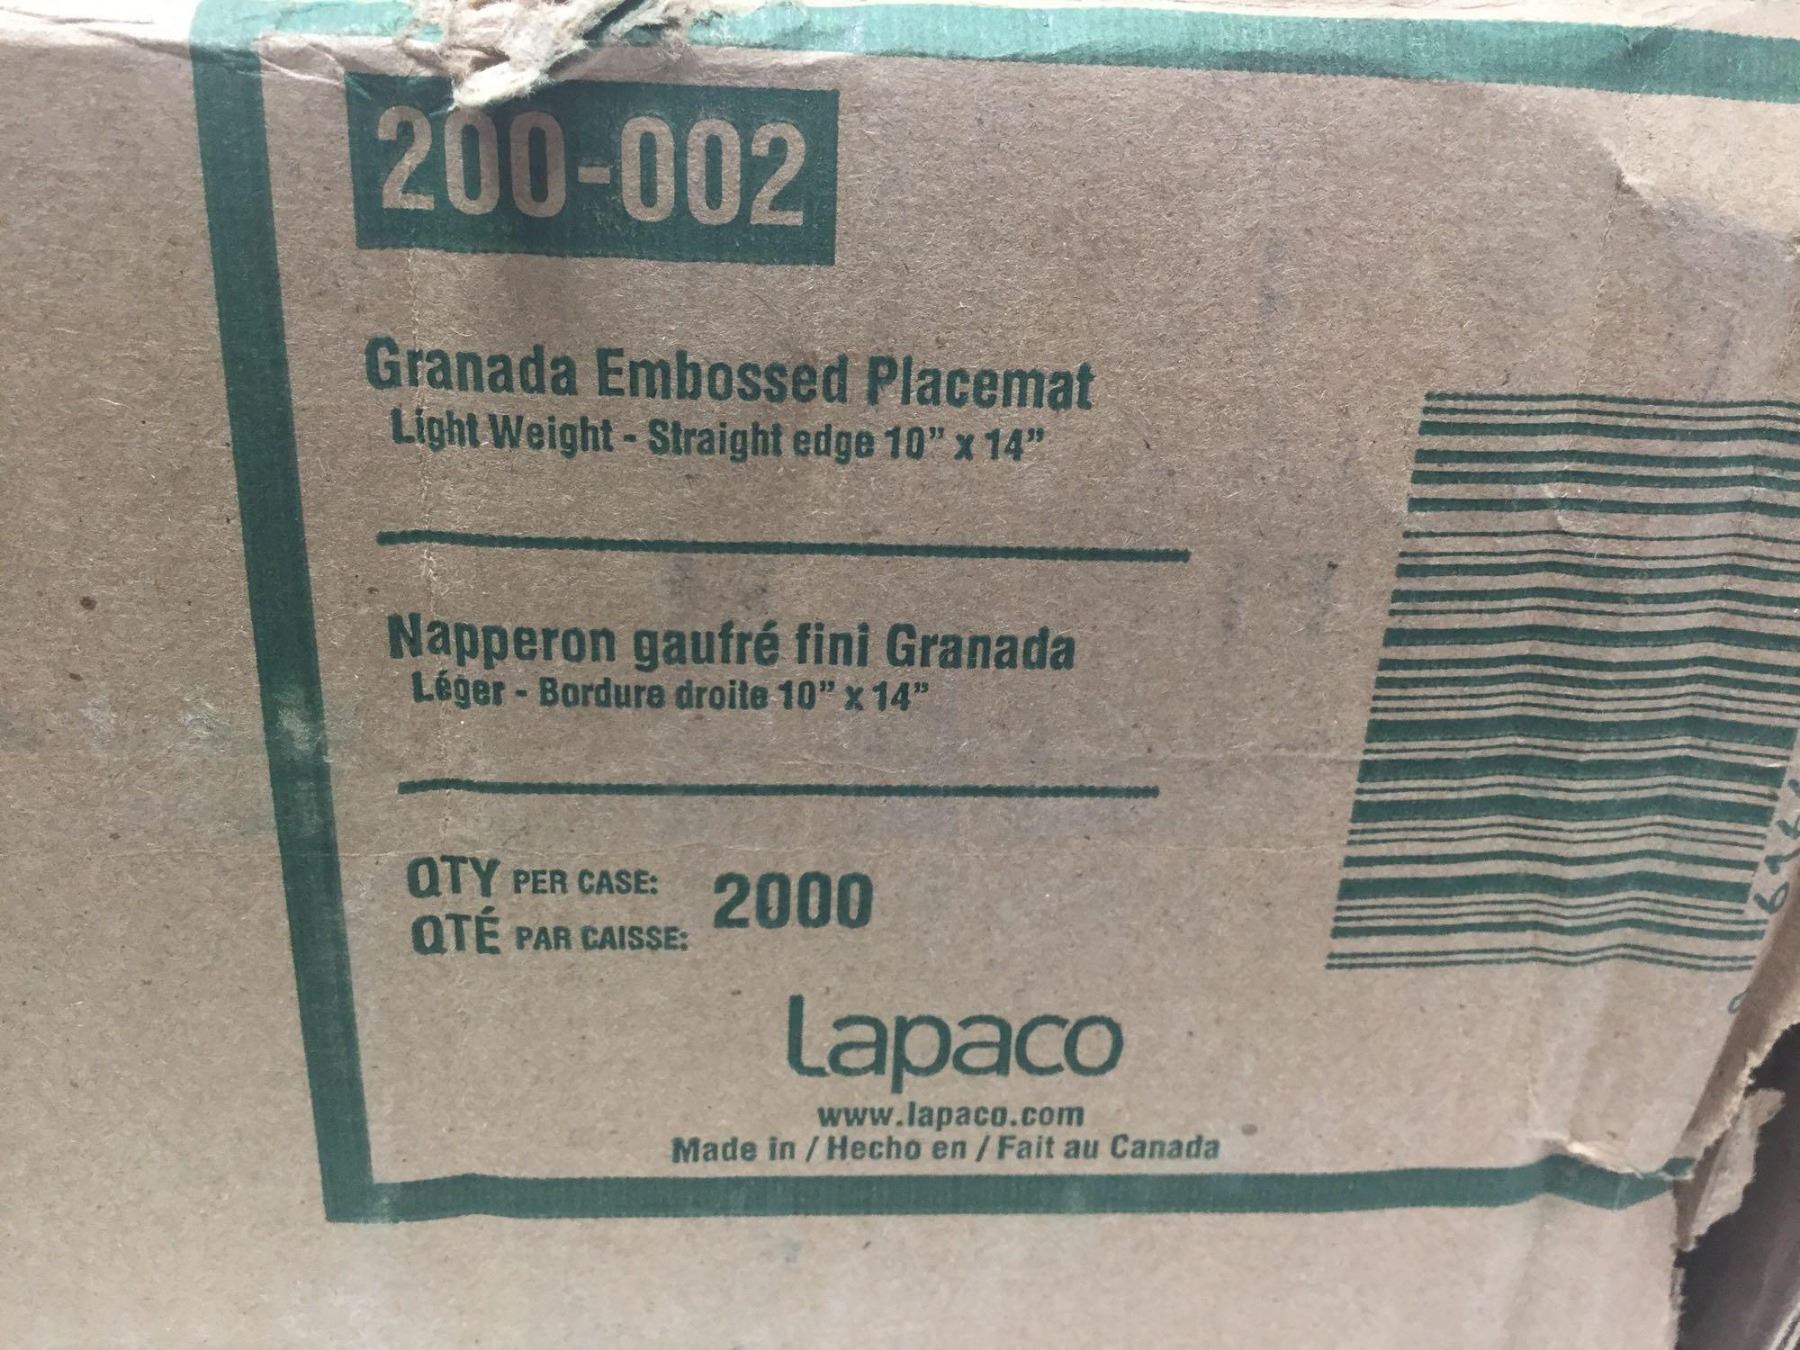 200-002
Granada Embossed Placemat
Light Weight - Straight edge 10” x 14”
Napperon gaufré fini Granada
Léger - Bordure droite 10” x 14”
QTY PER CASE: 2000
QTÉ PAR CAISSE:
Lapaco
www.lapaco.com
Made in / Hecho en / Fait au Canada